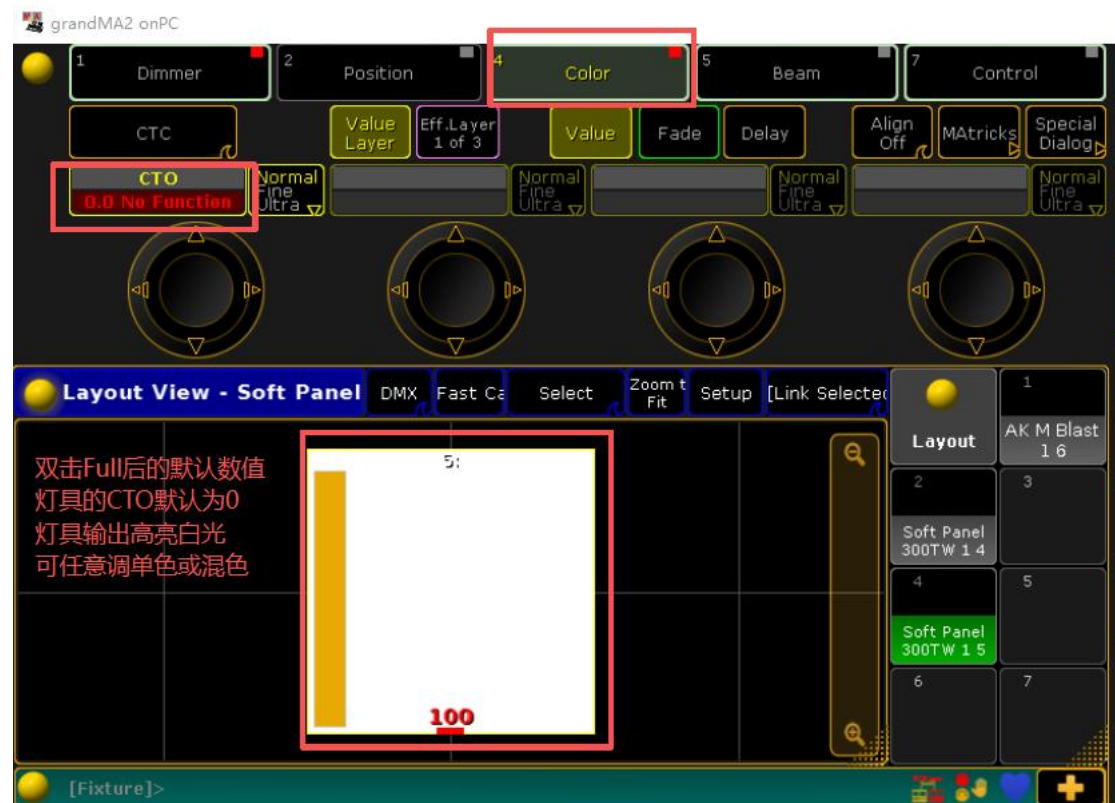 grandMA2 onPC
1 Dimmer
2 Position
4 Color
5 Beam
7 Control
CTC
Value Layer
Eff.Layer 1 of 3
Value
Fade
Delay
Align Off
MAtricks
Special Dialog
CTO
0.0 No Function
Normal
Fine
Ultra
Normal
Fine
Ultra
Normal
Fine
Ultra
Normal
Fine
Ultra
Layout View - Soft Panel
DMX
Fast Ca
Select
Zoom t
Fit
Setup
[Link Selected
Layout
1
AK M Blast
1 6
双击Full后的默认数值
灯具的CTO默认为0
灯具输出高亮白光
可任意调单色或混色
5:
100
2
Soft Panel
300TW 1 4
3
4
Soft Panel
300TW 1 5
5
6
7
[Fixture]>